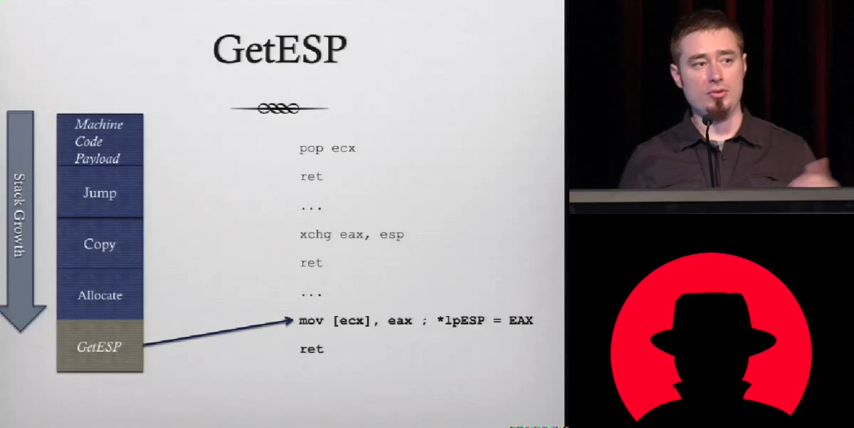 GetESP
Stack Growth
Machine
Code
Payload
Jump
Copy
Allocate
GetESP
pop ecx
ret
...
xchg eax, esp
ret
...
mov [ecx], eax ; *lpESP = EAX
ret